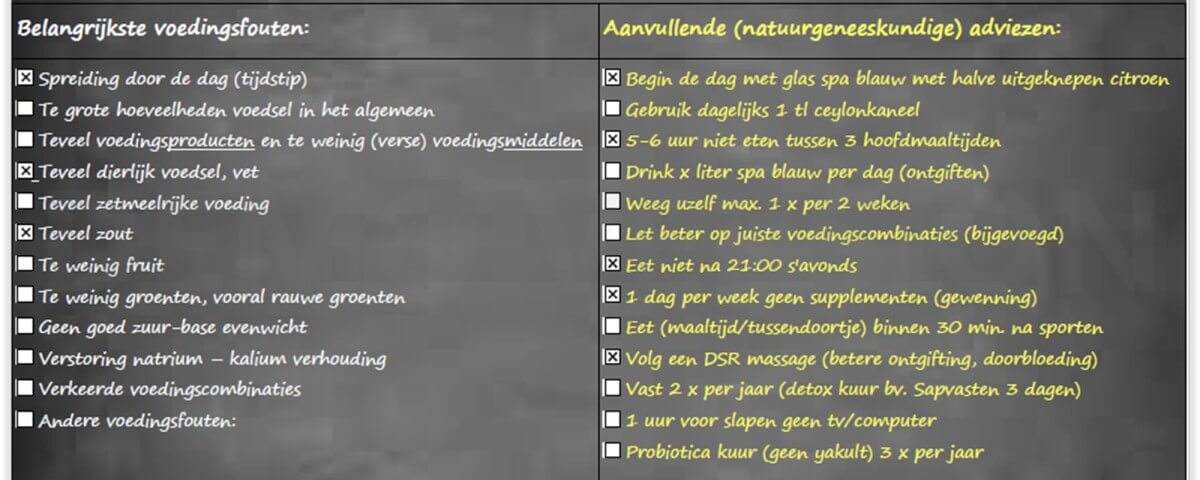 Belangrijkste voedingsfouten:
☒ Spreiding door de dag (tijdstip)
☐ Te grote hoeveelheden voedsel in het algemeen
☐ Teveel voedingsproducten en te weinig (verse) voedingsmiddelen
☒ Teveel dierlijk voedsel, vet
☐ Teveel zetmeelrijke voeding
☒ Teveel zout
☐ Te weinig fruit
☐ Te weinig groenten, vooral rauwe groenten
☐ Geen goed zuur-base evenwicht
☐ Verstoring natrium – kalium verhouding
☐ Verkeerde voedingscombinaties
☐ Andere voedingsfouten:
Aanvullende (natuurgeneeskundige) adviezen:
☒ Begin de dag met glas spa blauw met halve uitgeknepen citroen
☐ Gebruik dagelijks 1 tl ceylonkaneel
☒ 5-6 uur niet eten tussen 3 hoofdmaaltijden
☐ Drink x liter spa blauw per dag (ontgiften)
☐ Weeg uzelf max. 1 x per 2 weken
☐ Let beter op juiste voedingscombinaties (bijgevoegd)
☒ Eet niet na 21:00 s'avonds
☒ 1 dag per week geen supplementen (gewenning)
☐ Eet (maaltijd/tussendoortje) binnen 30 min. na sporten
☒ Volg een DSR massage (betere ontgifting, doorbloeding)
☐ Vast 2 x per jaar (detox kuur bv. Sapvasten 3 dagen)
☐ 1 uur voor slapen geen tv/computer
☐ Probiotica kuur (geen yakult) 3 x per jaar